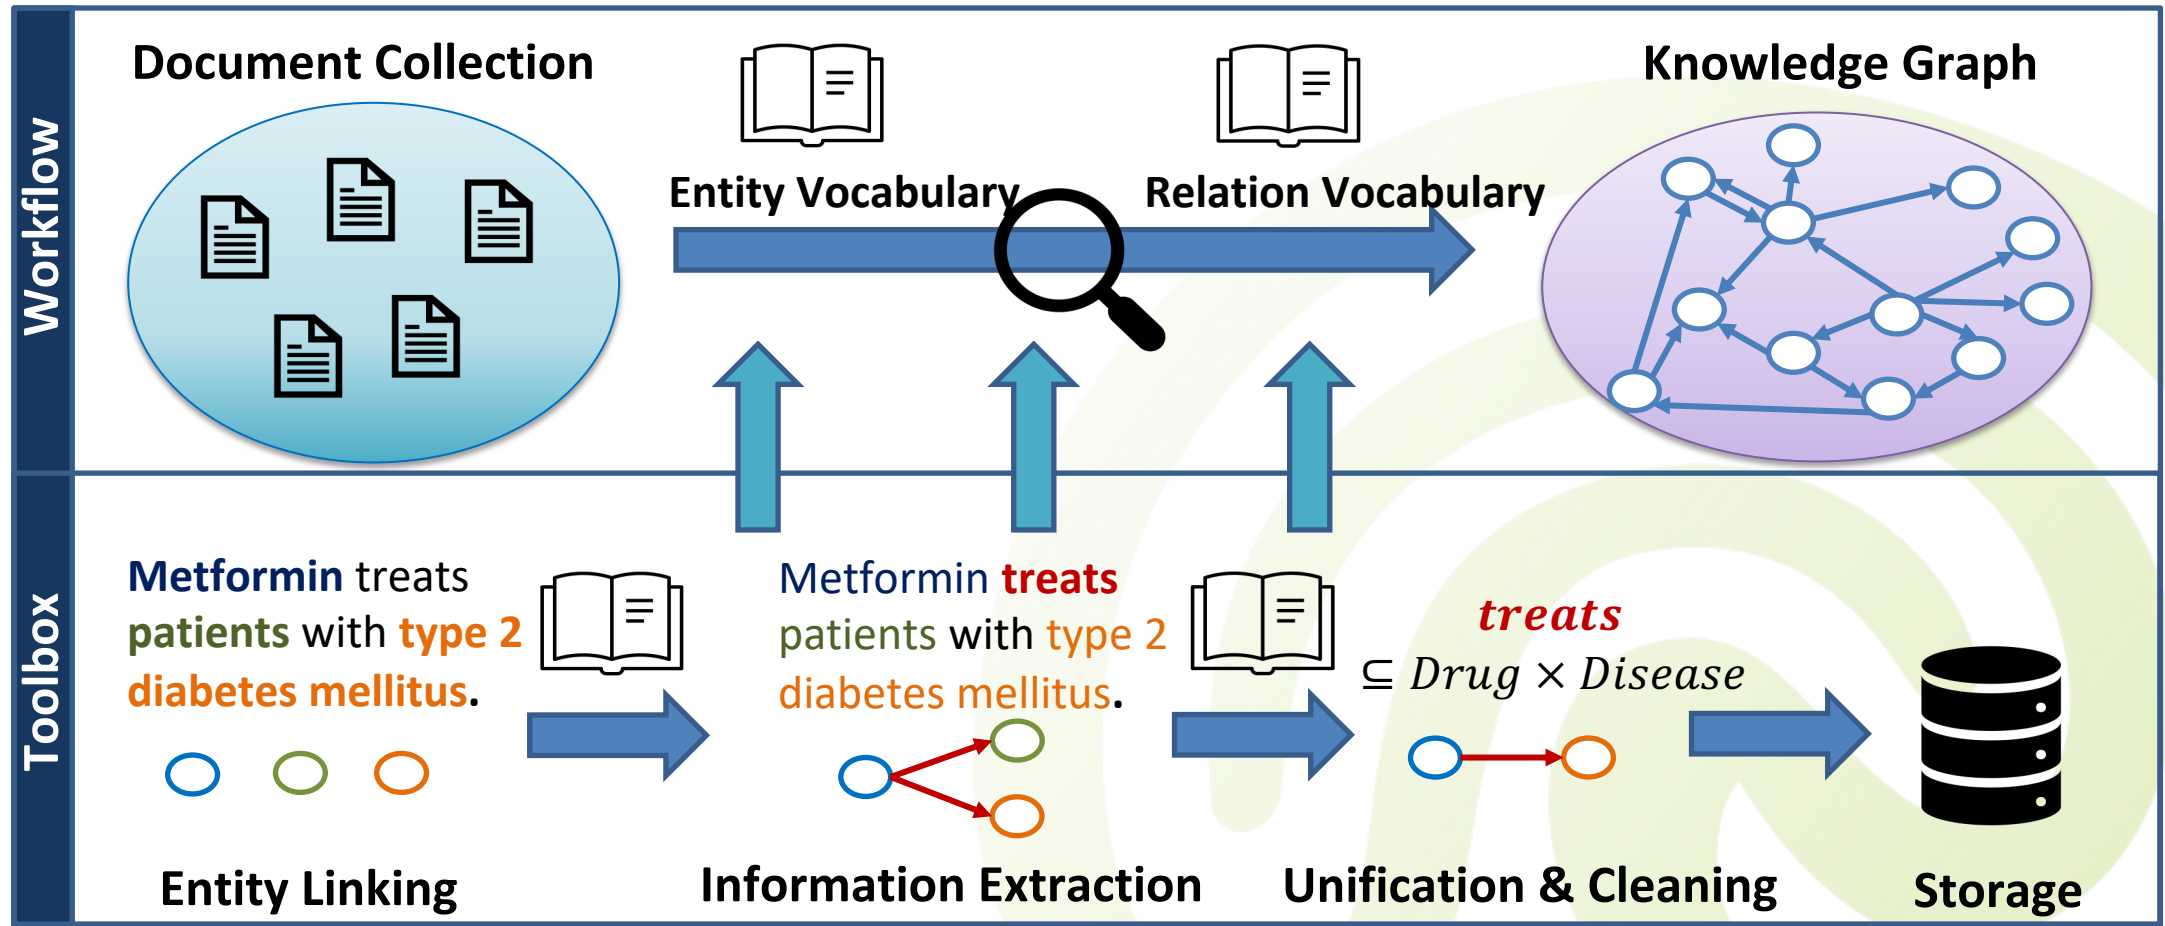 Workflow
Document Collection
Entity Vocabulary
Relation Vocabulary
Knowledge Graph
Toolbox
Metformin treats
patients with type 2
diabetes mellitus.
Entity Linking
Metformin treats
patients with type 2
diabetes mellitus.
Information Extraction
treats
⊆ Drug × Disease
Unification & Cleaning
Storage